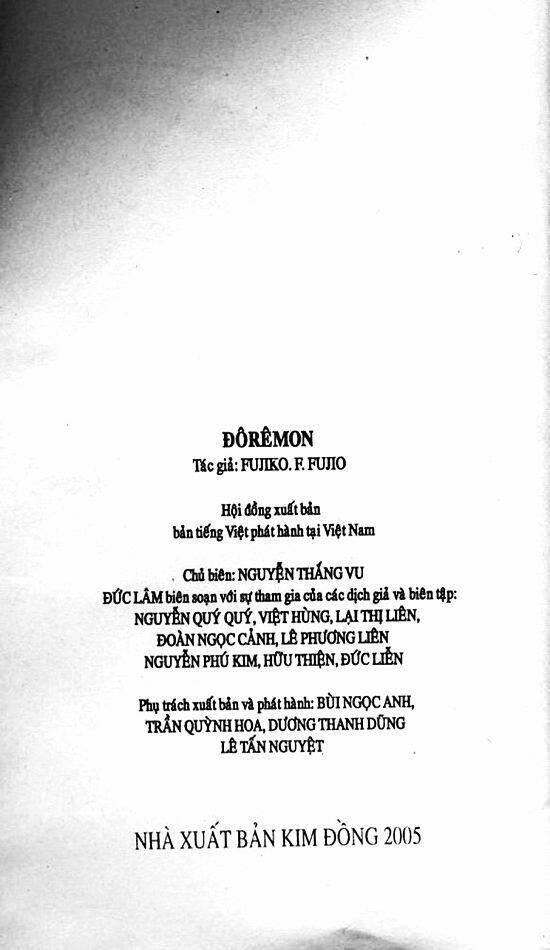 ĐÔRÊMON
Tác giả: FUJIKO. F. FUJIO
Hội đồng xuất bản
bản tiếng Việt phát hành tại Việt Nam
Chủ biên: NGUYỄN THẮNG VU
ĐỨC LÂM biên soạn với sự tham gia của các dịch giả và biên tập:
NGUYỄN QUÝ QUÝ, VIỆT HÙNG, LẠI THỊ LIÊN,
ĐOÀN NGỌC CẢNH, LÊ PHƯƠNG LIÊN
NGUYỄN PHÚ KIM, HỮU THIỆN, ĐỨC LIỄN
Phụ trách xuất bản và phát hành: BÙI NGỌC ANH,
TRẦN QUỲNH HOA, DƯƠNG THANH DŨNG
LÊ TẤN NGUYỆT
NHÀ XUẤT BẢN KIM ĐỒNG 2005